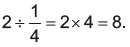 2 ÷ 1/4 = 2 × 4 = 8.